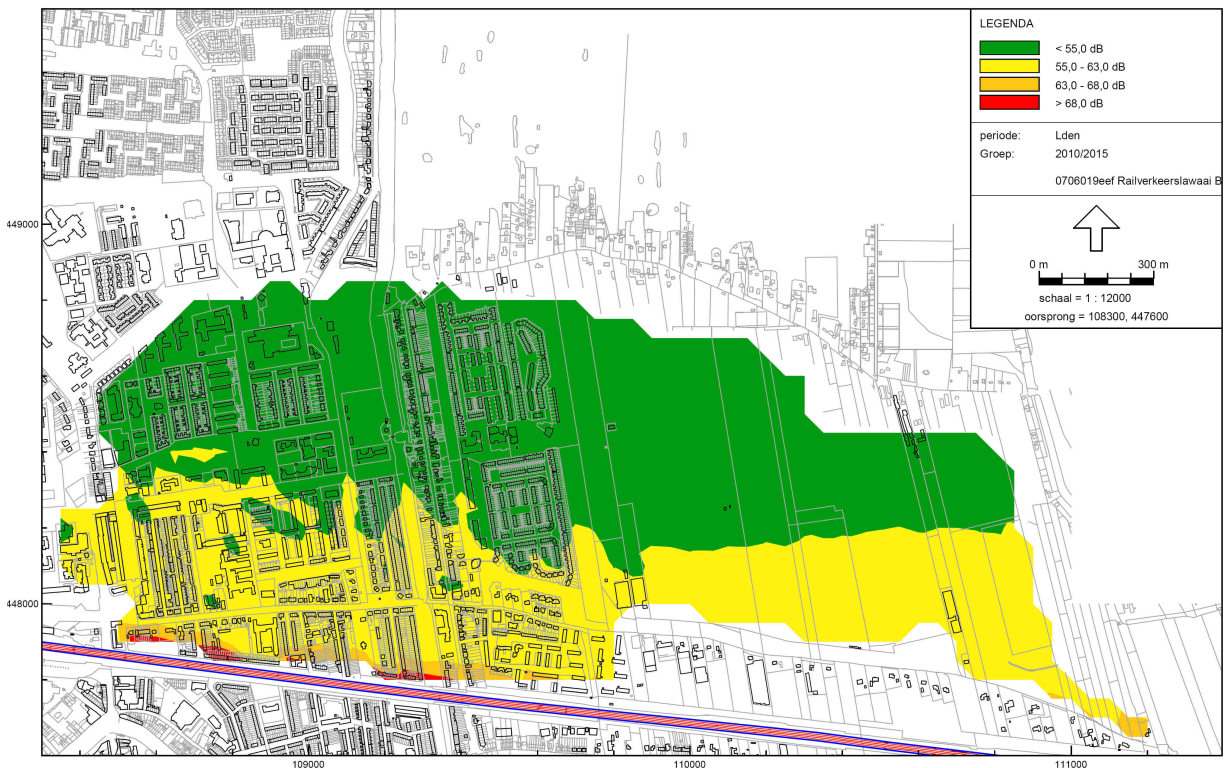 LEGENDA
< 55,0 dB
55,0 - 63,0 dB
63,0 - 68,0 dB
> 68,0 dB
periode: Lden
Groep: 2010/2015
0706019eef Railverkeerslawaai B
0 m 300 m
schaal = 1 : 12000
oorsprong = 108300, 447600
449000
448000
109000 110000 111000